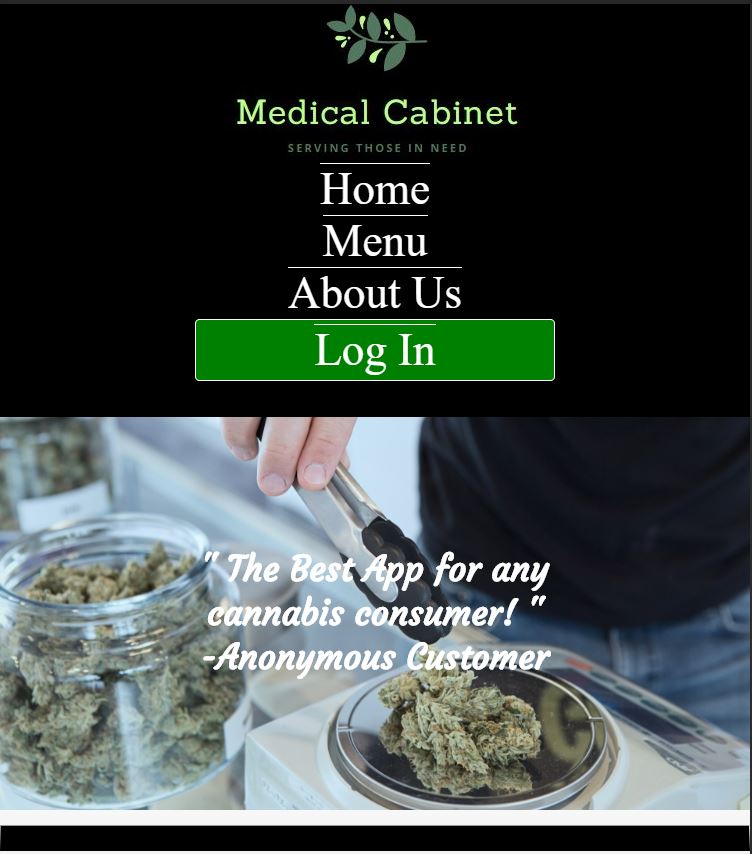 Medical Cabinet
SERVING THOSE IN NEED
Home
Menu
About Us
Log In
" The Best App for any
cannabis consumer! "
-Anonymous Customer